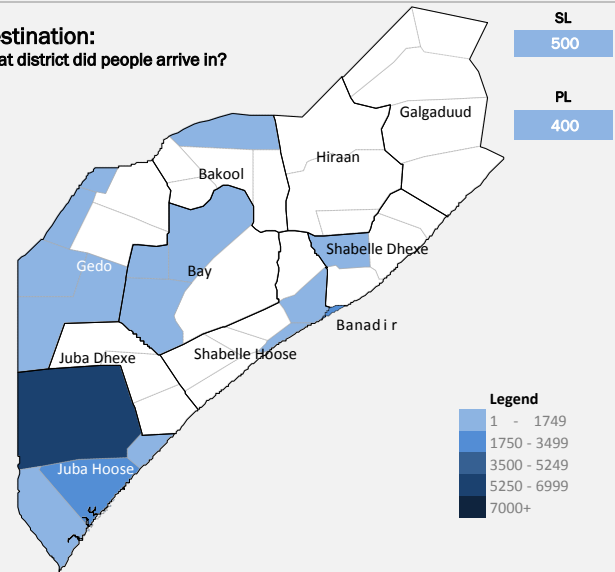 estination:
at district did people arrive in?
SL
500
PL
400
Galgaduud
Hiraan
Bakool
Shabelle Dhexe
Gedo
Bay
Banadir
Shabelle Hoose
Juba Dhexe
Juba Hoose
Legend
1 - 1749
1750 - 3499
3500 - 5249
5250 - 6999
7000+